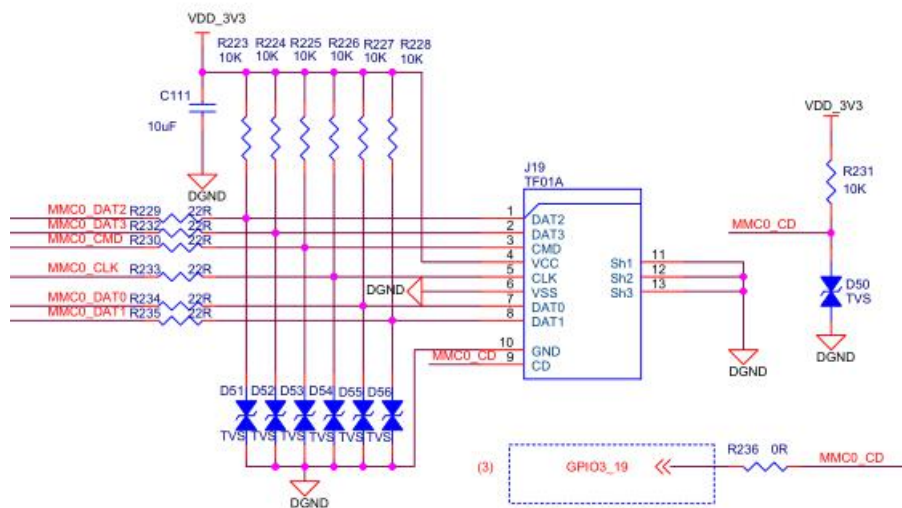 VDD_3V3
R223 R224 R225 R226 R227 R228
10K 10K 10K 10K 10K 10K
C111
10uF
DGND
VDD_3V3
R231
10K
J19
TF01A
MMC0_DAT2 R229 22R 1 DAT2
MMC0_DAT3 R232 22R 2 DAT3
MMC0_CMD R230 22R 3 CMD
4 VCC Sh1 11
MMC0_CLK R233 22R 5 CLK Sh2 12
DGND 6 VSS Sh3 13
MMC0_DAT0 R234 22R 7 DAT0
MMC0_DAT1 R235 22R 8 DAT1
10 GND
MMC0_CD 9 CD
MMC0_CD
D50
TVS
DGND
DGND
D51 D52 D53 D54 D55 D56
TVS TVS TVS TVS TVS TVS
DGND
(3) GPIO3_19 R236 0R MMC0_CD